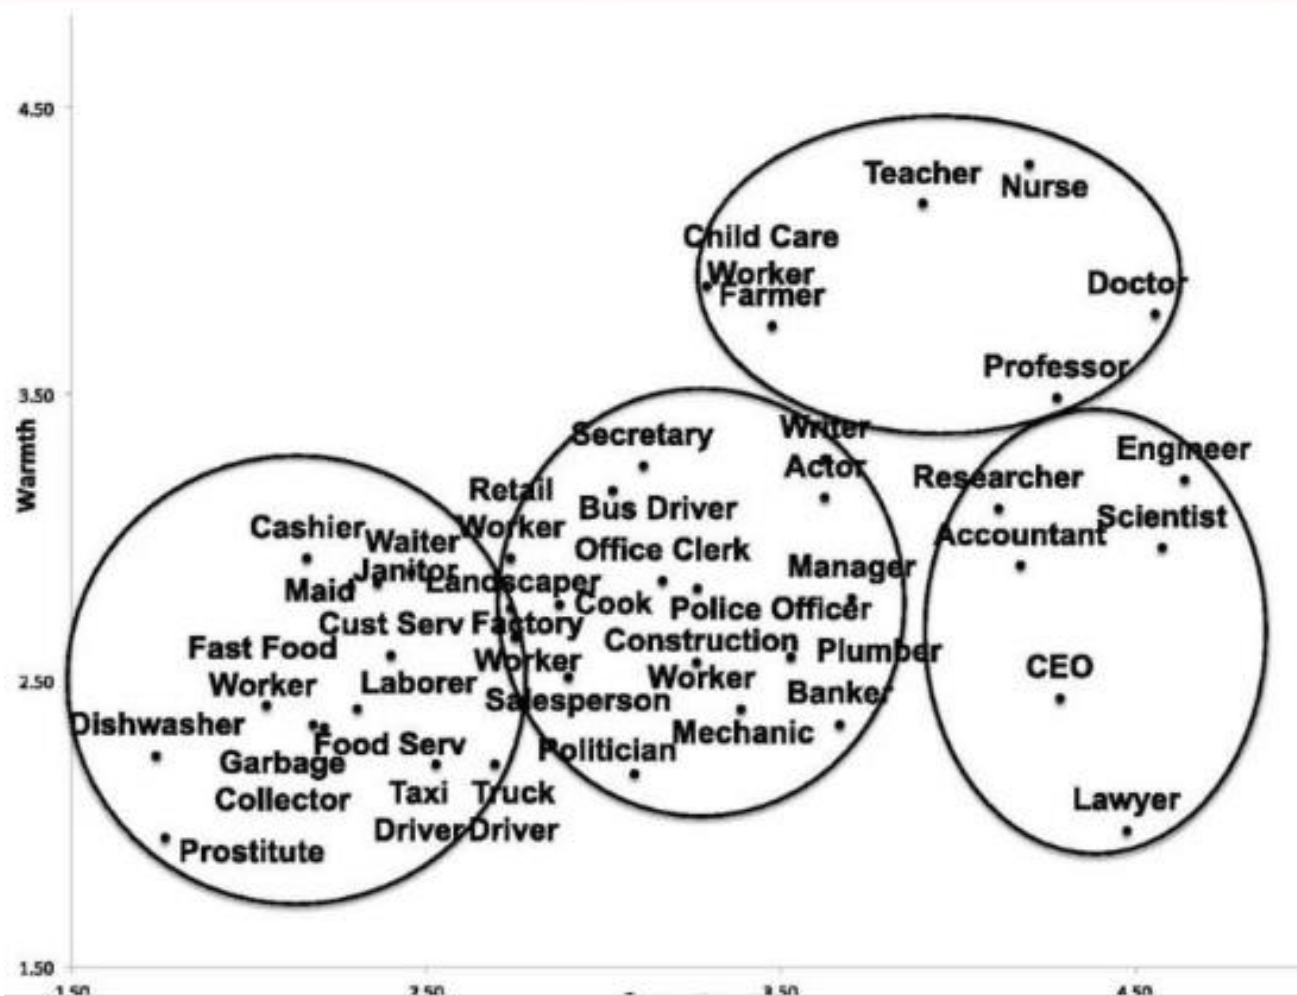 4.50
Teacher
Nurse
Child Care
Worker
Farmer
Doctor
Professor
3.50
Warmth
Secretary
Writer
Actor
Engineer
Researcher
Retail
Worker
Bus Driver
Scientist
Accountant
Cashier
Waiter
Office Clerk
Janitor
Maid
Landscaper
Manager
Cook
Police Officer
Cust Serv
Factory
Worker
Construction
Worker
Plumber
Fast Food
Worker
Laborer
CEO
2.50
Salesperson
Banker
Dishwasher
Mechanic
Food Serv
Politician
Garbage
Collector
Taxi
Driver
Truck
Driver
Lawyer
Prostitute
1.50
1.50
2.50
3.50
4.50